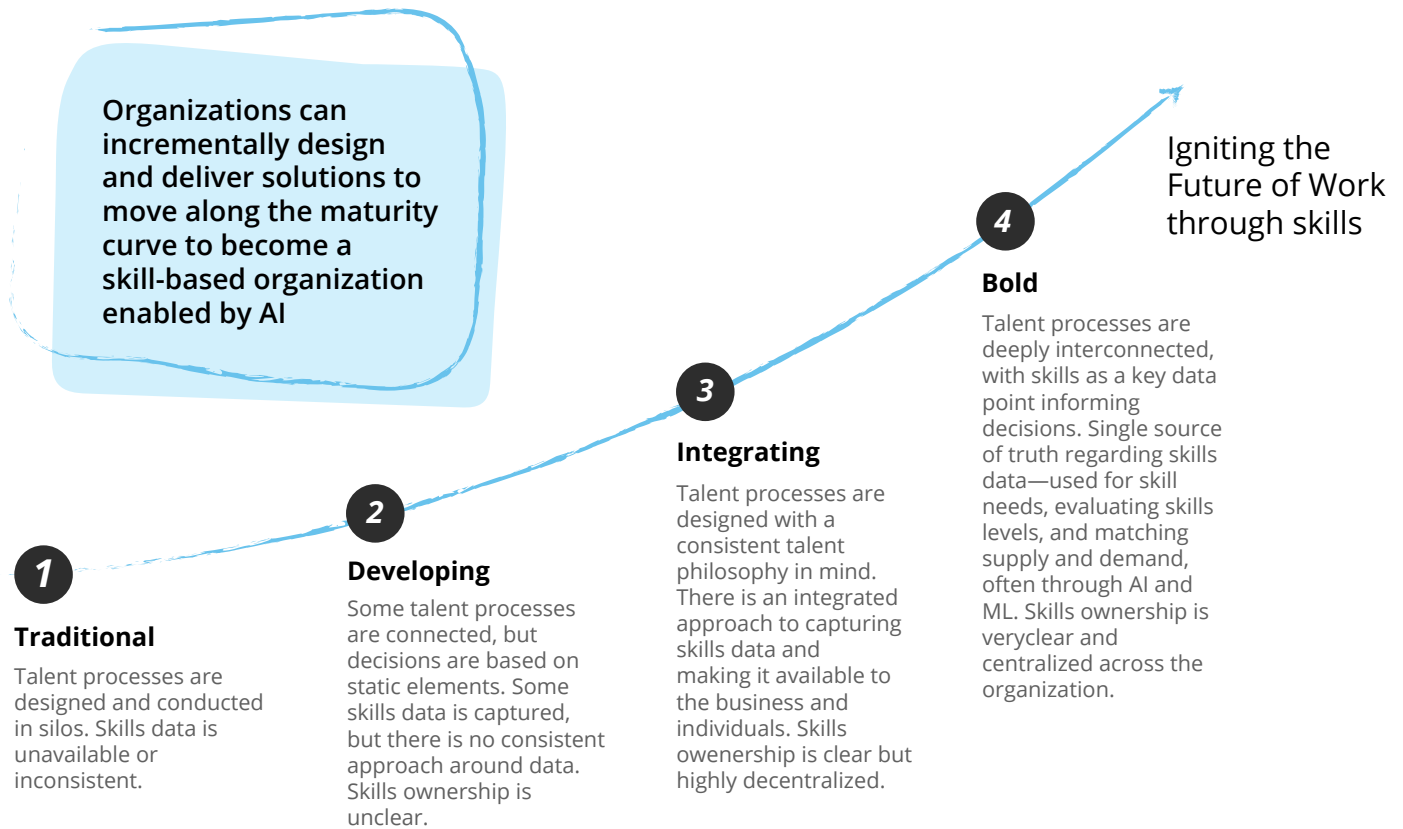 Organizations can
incrementally design
and deliver solutions to
move along the maturity
curve to become a
skill-based organization
enabled by AI
1
Traditional
Talent processes are
designed and conducted
in silos. Skills data is
unavailable or
inconsistent.
2
Developing
Some talent processes
are connected, but
decisions are based on
static elements. Some
skills data is captured,
but there is no consistent
approach around data.
Skills ownership is
unclear.
3
Integrating
Talent processes are
designed with a
consistent talent
philosophy in mind.
There is an integrated
approach to capturing
skills data and
making it available to
the business and
individuals. Skills
owenership is clear but
highly decentralized.
4
Bold
Talent processes are
deeply interconnected,
with skills as a key data
point informing
decisions. Single source
of truth regarding skills
data—used for skill
needs, evaluating skills
levels, and matching
supply and demand,
often through AI and
ML. Skills ownership is
veryclear and
centralized across the
organization.
Igniting the
Future of Work
through skills